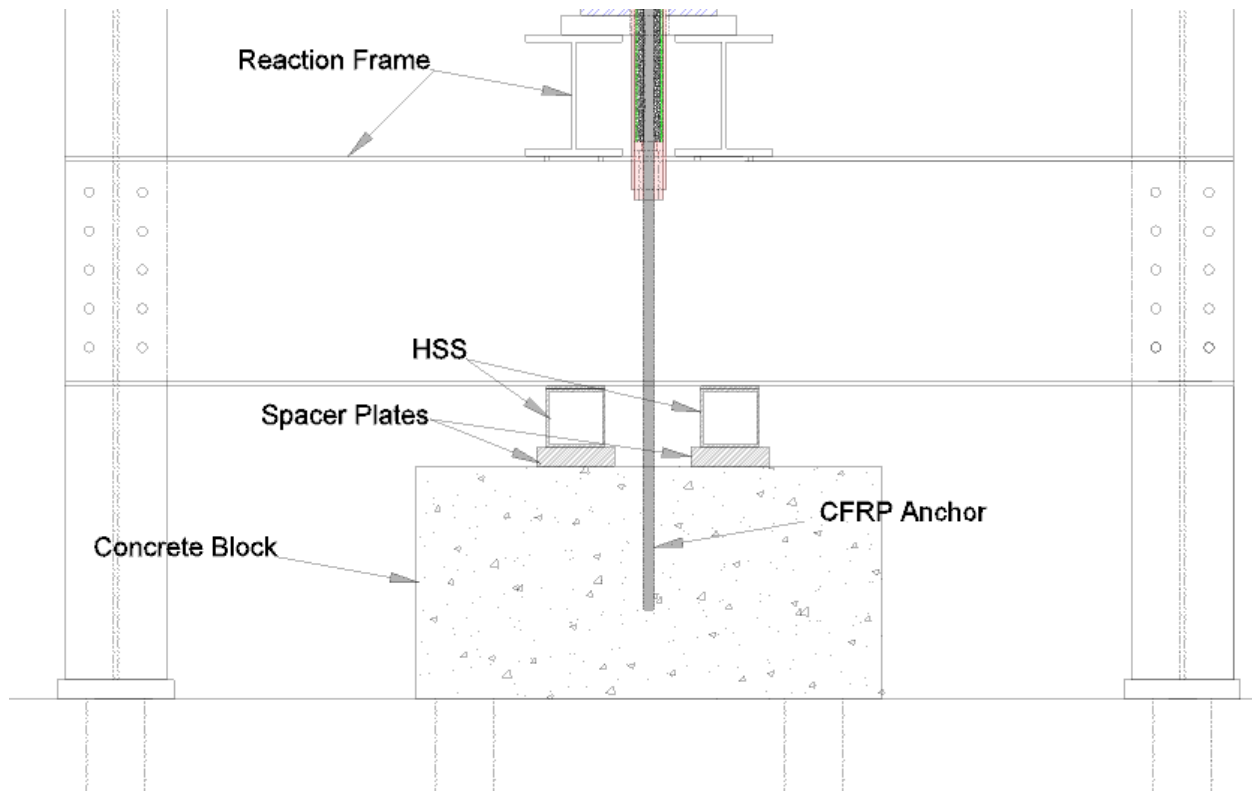 Reaction Frame
HSS
Spacer Plates
CFRP Anchor
Concrete Block